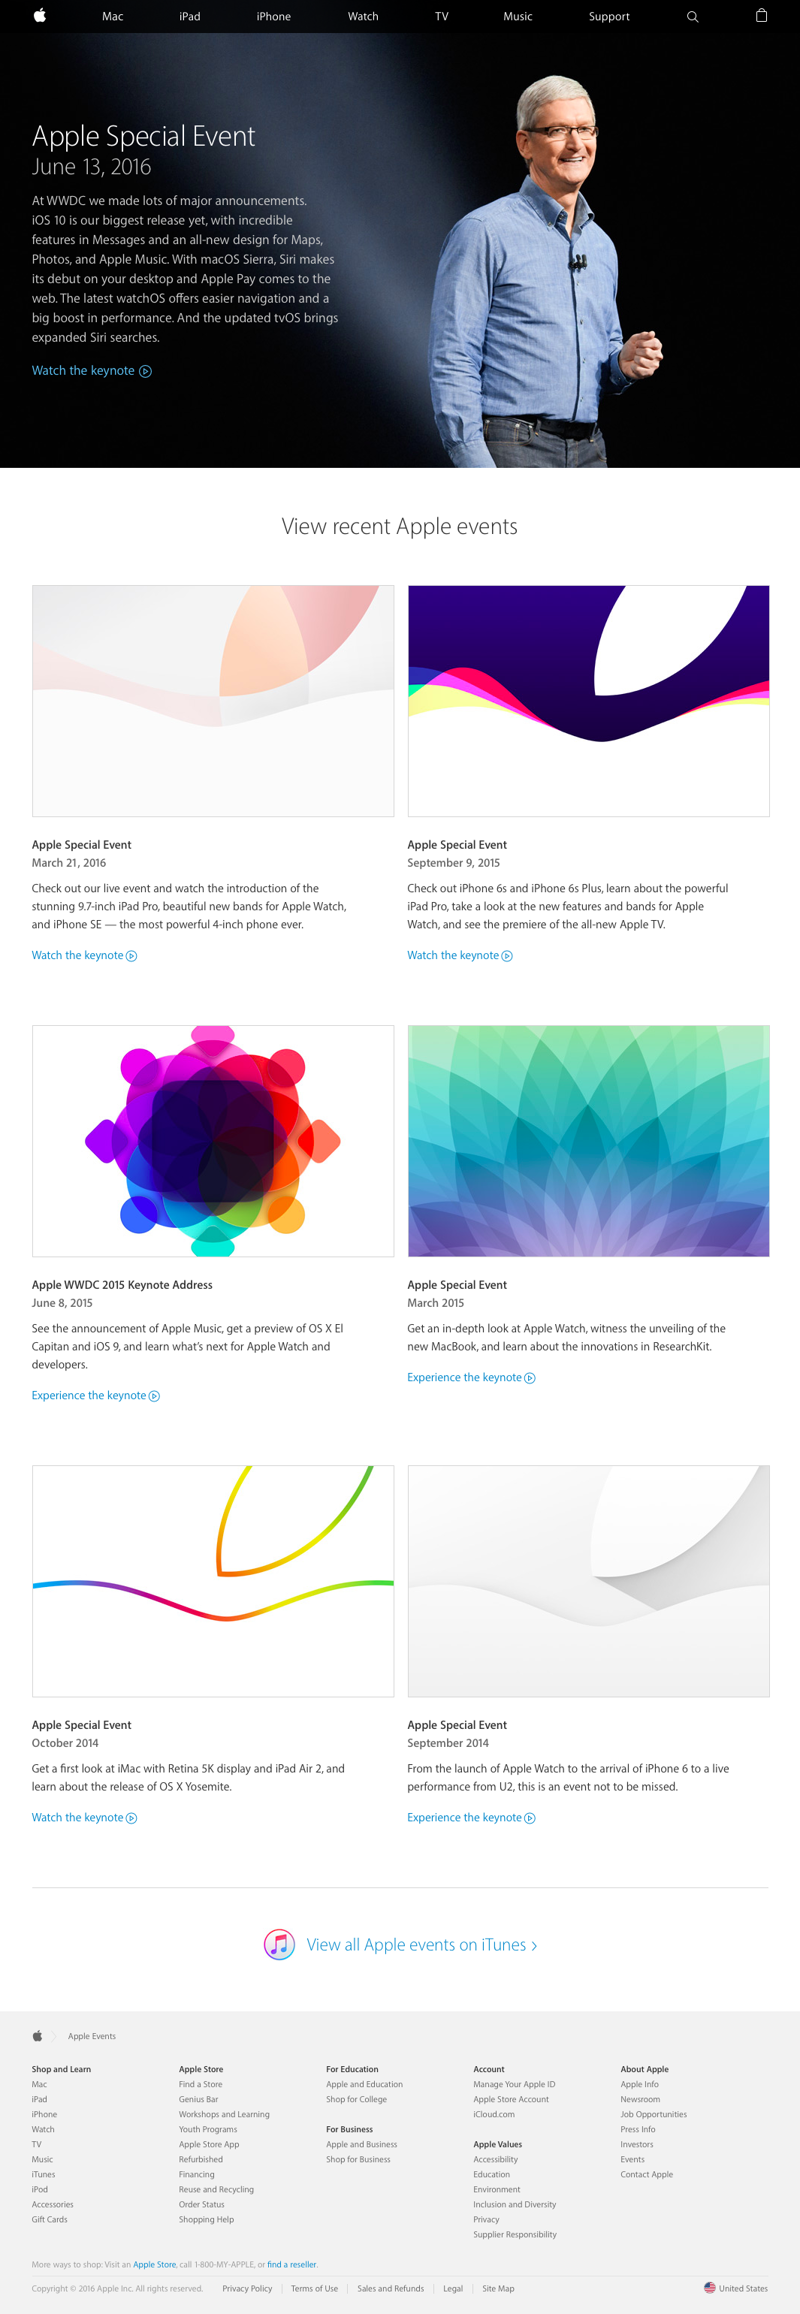 Mac iPad iPhone Watch TV Music Support
Apple Special Event
June 13, 2016
At WWDC we made lots of major announcements.
iOS 10 is our biggest release yet, with incredible
features in Messages and an all-new design for Maps,
Photos, and Apple Music. With macOS Sierra, Siri makes
its debut on your desktop and Apple Pay comes to the
web. The latest watchOS offers easier navigation and a
big boost in performance. And the updated tvOS brings
expanded Siri searches.
Watch the keynote
View recent Apple events
Apple Special Event
March 21, 2016
Check out our live event and watch the introduction of the
stunning 9.7-inch iPad Pro, beautiful new bands for Apple Watch,
and iPhone SE — the most powerful 4-inch phone ever.
Watch the keynote
Apple Special Event
September 9, 2015
Check out iPhone 6s and iPhone 6s Plus, learn about the powerful
iPad Pro, take a look at the new features and bands for Apple
Watch, and see the premiere of the all-new Apple TV.
Watch the keynote
Apple WWDC 2015 Keynote Address
June 8, 2015
See the announcement of Apple Music, get a preview of OS X El
Capitan and iOS 9, and learn what's next for Apple Watch and
developers.
Experience the keynote
Apple Special Event
March 2015
Get an in-depth look at Apple Watch, witness the unveiling of the
new MacBook, and learn about the innovations in ResearchKit.
Experience the keynote
Apple Special Event
October 2014
Get a first look at iMac with Retina 5K display and iPad Air 2, and
learn about the release of OS X Yosemite.
Watch the keynote
Apple Special Event
September 2014
From the launch of Apple Watch to the arrival of iPhone 6 to a live
performance from U2, this is an event not to be missed.
Experience the keynote
View all Apple events on iTunes ›
Apple Events
Shop and Learn
Mac
iPad
iPhone
Watch
TV
Music
iTunes
iPod
Accessories
Gift Cards
Apple Store
Find a Store
Genius Bar
Workshops and Learning
Youth Programs
Apple Store App
Refurbished
Financing
Reuse and Recycling
Order Status
Shopping Help
For Education
Apple and Education
Shop for College
For Business
Apple and Business
Shop for Business
Account
Manage Your Apple ID
Apple Store Account
iCloud.com
Apple Values
Accessibility
Education
Environment
Inclusion and Diversity
Privacy
Supplier Responsibility
About Apple
Apple Info
Newsroom
Job Opportunities
Press Info
Investors
Events
Contact Apple
More ways to shop: Visit an Apple Store, call 1-800-MY-APPLE, or find a reseller.
Copyright © 2016 Apple Inc. All rights reserved. Privacy Policy | Terms of Use | Sales and Refunds | Legal | Site Map United States